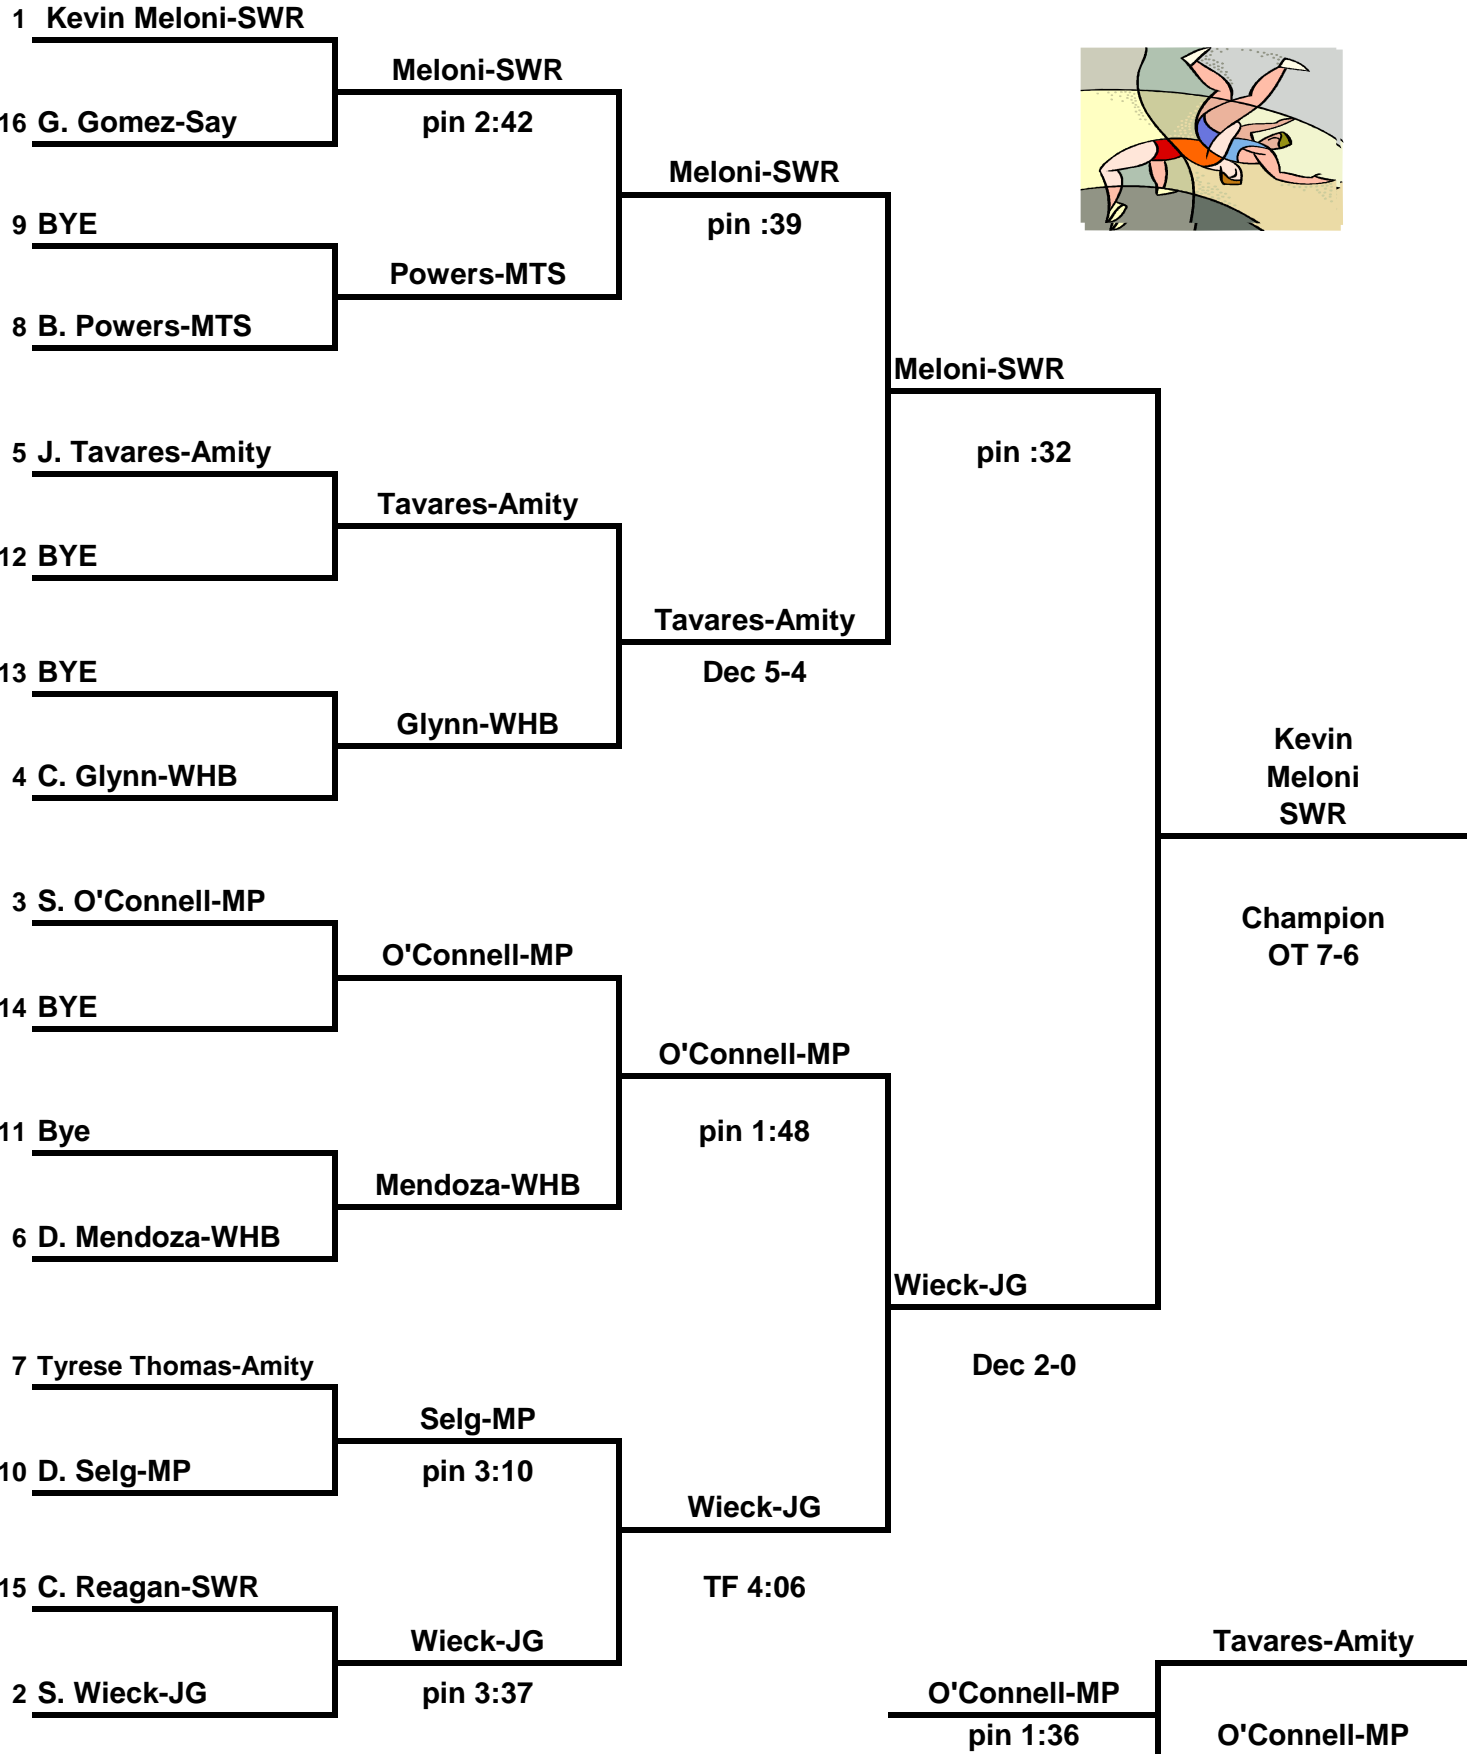 1 Kevin Meloni-SWR
Meloni-SWR
16 G. Gomez-Say
pin 2:42
Meloni-SWR
9 BYE
pin :39
Powers-MTS
8 B. Powers-MTS
Meloni-SWR
5 J. Tavares-Amity
pin :32
Tavares-Amity
12 BYE
Tavares-Amity
13 BYE
Dec 5-4
Glynn-WHB
4 C. Glynn-WHB
Kevin
Meloni
SWR
3 S. O'Connell-MP
Champion
OT 7-6
O'Connell-MP
14 BYE
O'Connell-MP
11 Bye
pin 1:48
Mendoza-WHB
6 D. Mendoza-WHB
Wieck-JG
7 Tyrese Thomas-Amity
Dec 2-0
Selg-MP
10 D. Selg-MP
pin 3:10
Wieck-JG
15 C. Reagan-SWR
TF 4:06
Wieck-JG
Tavares-Amity
2 S. Wieck-JG
pin 3:37
O'Connell-MP
pin 1:36
O'Connell-MP